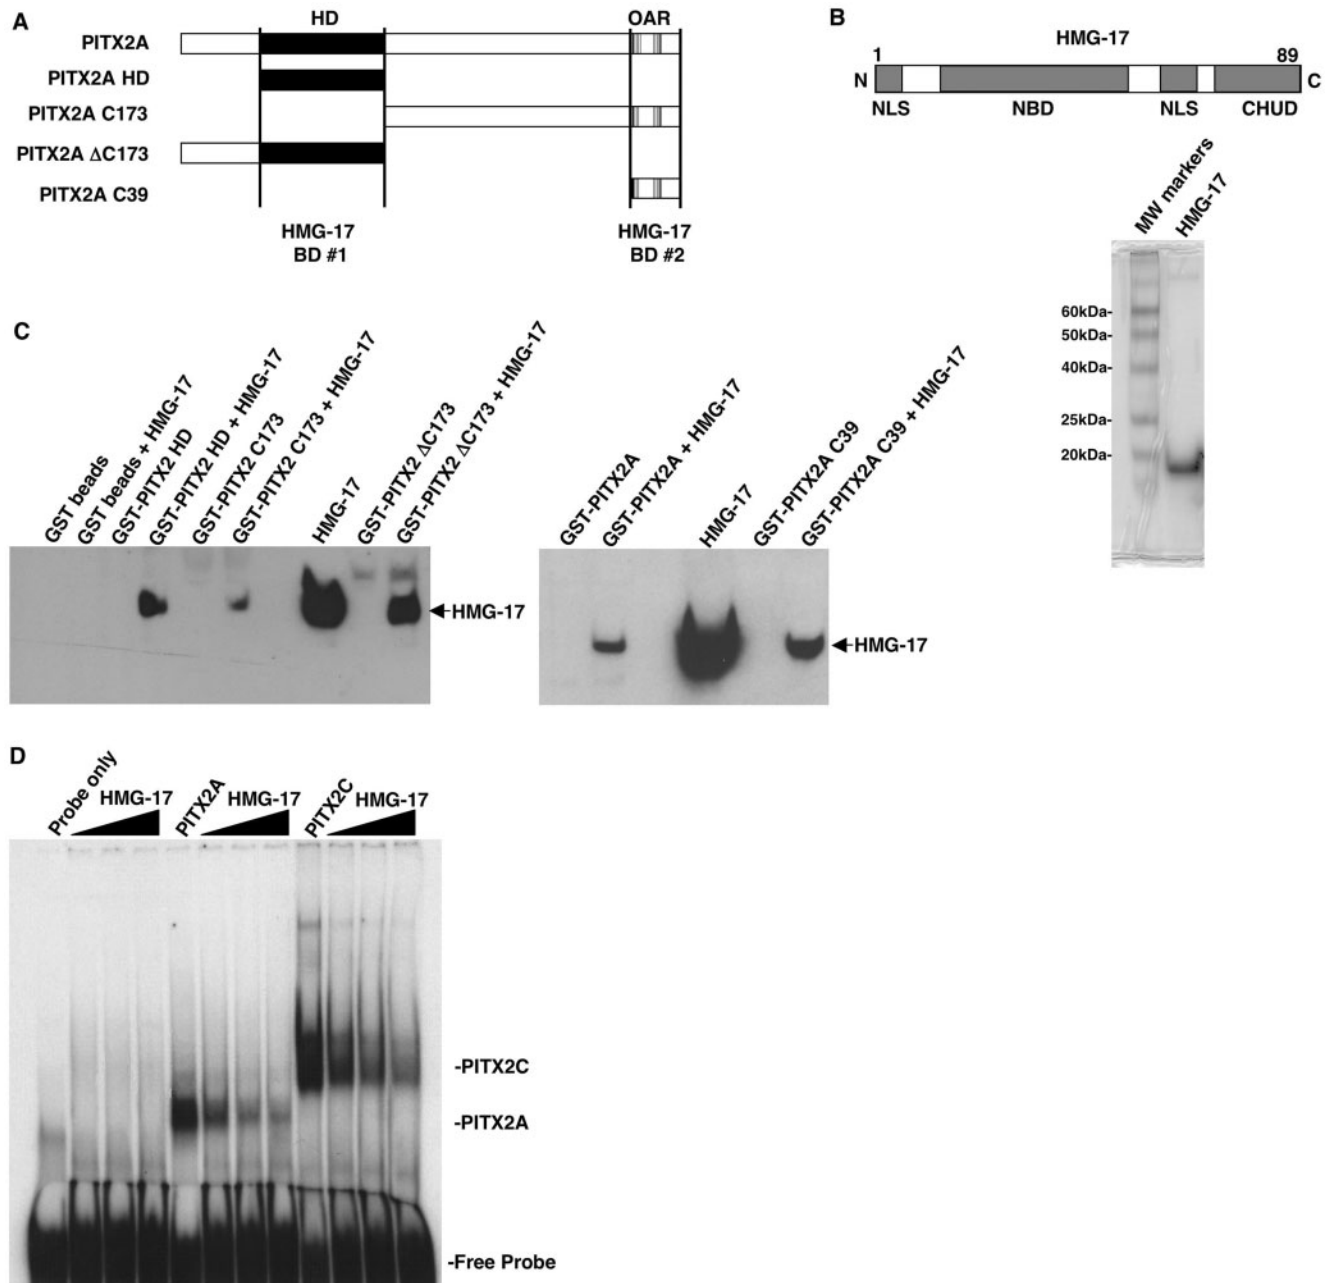 A
HD
OAR
PITX2A
PITX2A HD
PITX2A C173
PITX2A ΔC173
PITX2A C39
HMG-17
BD #1
HMG-17
BD #2
B
HMG-17
1
89
N
C
NLS
NBD
NLS
CHUD
MW markers
HMG-17
60kDa-
50kDa-
40kDa-
25kDa-
20kDa-
C
GST beads
GST beads + HMG-17
GST-PITX2 HD
GST-PITX2 HD + HMG-17
GST-PITX2 C173
GST-PITX2 C173 + HMG-17
HMG-17
GST-PITX2 ΔC173
GST-PITX2 ΔC173 + HMG-17
HMG-17
GST-PITX2A
GST-PITX2A + HMG-17
HMG-17
GST-PITX2A C39
GST-PITX2A C39 + HMG-17
HMG-17
D
Probe only
HMG-17
PITX2A
HMG-17
PITX2C
HMG-17
-PITX2C
-PITX2A
-Free Probe